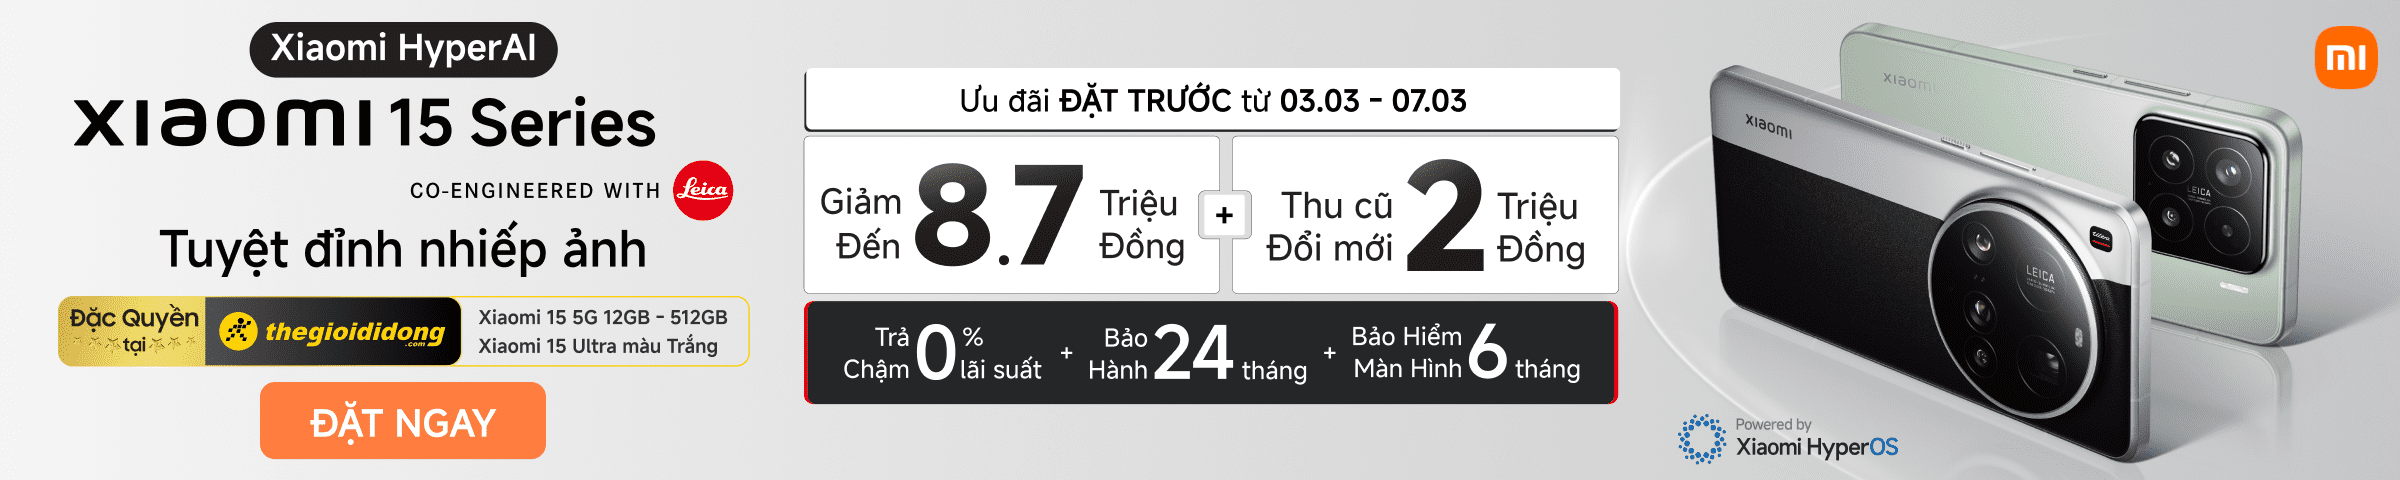 Xiaomi HyperAI
xiaomi 15 Series
CO-ENGINEERED WITH Leica
Tuyệt đỉnh nhiếp ảnh
Đặc Quyền
tại
thegioididong
.com
Xiaomi 15 5G 12GB - 512GB
Xiaomi 15 Ultra màu Trắng
ĐẶT NGAY
Ưu đãi ĐẶT TRƯỚC từ 03.03 - 07.03
Giảm Đến 8.7 Triệu Đồng
+
Thu cũ Đổi mới 2 Triệu Đồng
Trả Chậm 0% lãi suất + Bảo Hành 24 tháng + Bảo Hiểm Màn Hình 6 tháng
xiaomi
LEICA
xiaomi
LEICA
mi
Powered by
Xiaomi HyperOS